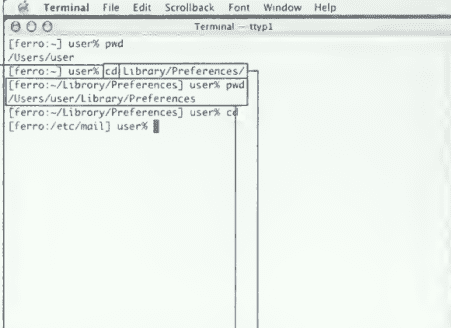 Terminal File Edit Scrollback Font Window Help
Terminal — ttyp1
[ferro:~] user% pwd
/Users/user
[ferro:~] user% cd Library/Preferences/
[ferro:~/Library/Preferences] user% pwd
/Users/user/Library/Preferences
[ferro:~/Library/Preferences] user% cd
[ferro:/etc/mail] user%